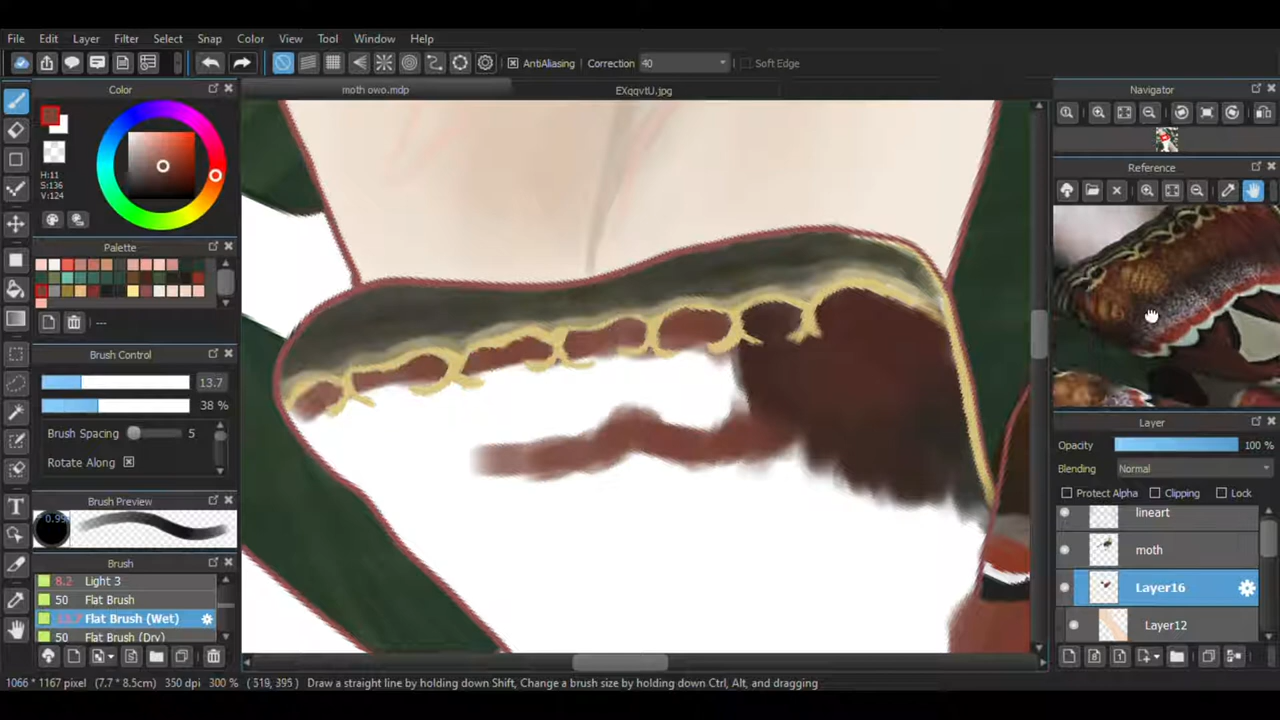 File Edit Layer Filter Select Snap Color View Tool Window Help
AntiAliasing Correction 40 Soft Edge
Color
moth owo.mdp EXqqvtU.jpg
Navigator
H:11
S:136
V:124
Reference
Palette
---
Brush Control
13.7
38 %
Brush Spacing 5
Rotate Along
Brush Preview
0.99
Brush
8.2 Light 3
50 Flat Brush
13.7 Flat Brush (Wet)
50 Flat Brush (Dry)
Layer
Opacity 100 %
Blending Normal
Protect Alpha Clipping Lock
lineart
moth
Layer16
Layer12
1066 * 1167 pixel (7.7 * 8.5cm) 350 dpi 300 % ( 519, 395 ) Draw a straight line by holding down Shift, Change a brush size by holding down Ctrl, Alt, and dragging